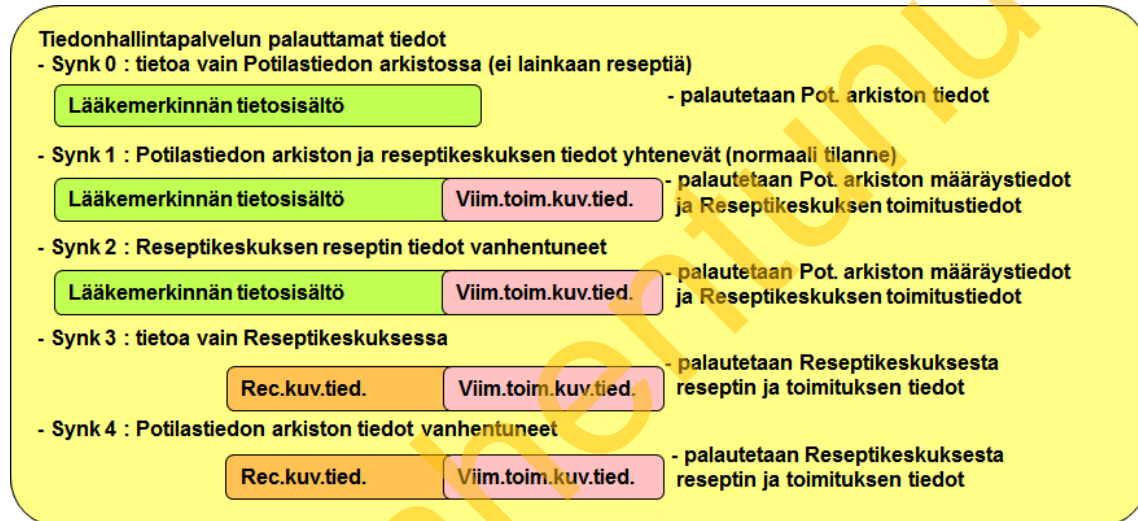 Tiedonhallintapalvelun palauttamat tiedot
- Synk 0 : tietoa vain Potilastiedon arkistossa (ei lainkaan reseptiä)
Lääkemerkinnän tietosisältö
- palautetaan Pot. arkiston tiedot
- Synk 1 : Potilastiedon arkiston ja reseptikeskuksen tiedot yhtenevät (normaali tilanne)
Lääkemerkinnän tietosisältö
Viim.toim.kuv.tied.
- palautetaan Pot. arkiston määräystiedot
ja Reseptikeskuksen toimitustiedot
- Synk 2 : Reseptikeskuksen reseptin tiedot vanhentuneet
Lääkemerkinnän tietosisältö
Viim.toim.kuv.tied.
- palautetaan Pot. arkiston määräystiedot
ja Reseptikeskuksen toimitustiedot
- Synk 3 : tietoa vain Reseptikeskuksessa
Rec.kuv.tied.
Viim.toim.kuv.tied.
- palautetaan Reseptikeskuksesta
reseptin ja toimituksen tiedot
- Synk 4 : Potilastiedon arkiston tiedot vanhentuneet
Rec.kuv.tied.
Viim.toim.kuv.tied.
- palautetaan Reseptikeskuksesta
reseptin ja toimituksen tiedot